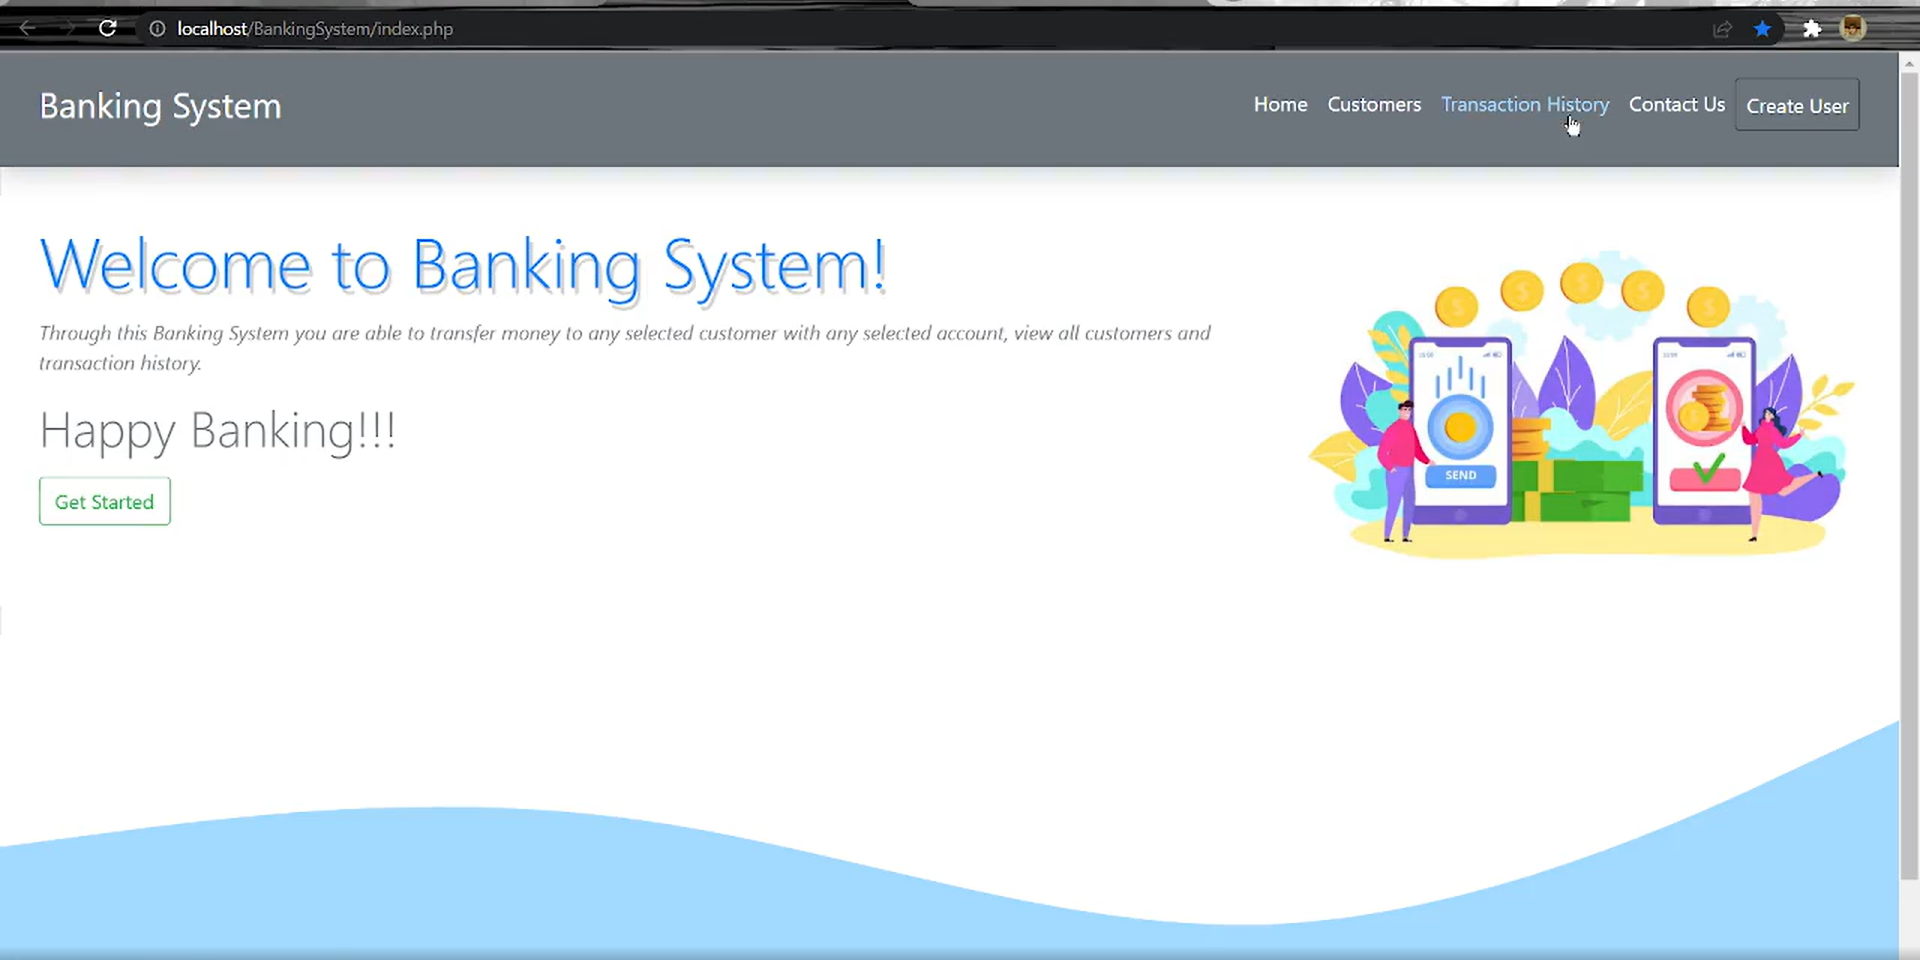 localhost/BankingSystem/index.php
Banking System
Home Customers Transaction History Contact Us Create User
Welcome to Banking System!
Through this Banking System you are able to transfer money to any selected customer with any selected account, view all customers and
transaction history.
Happy Banking!!!
Get Started
SEND